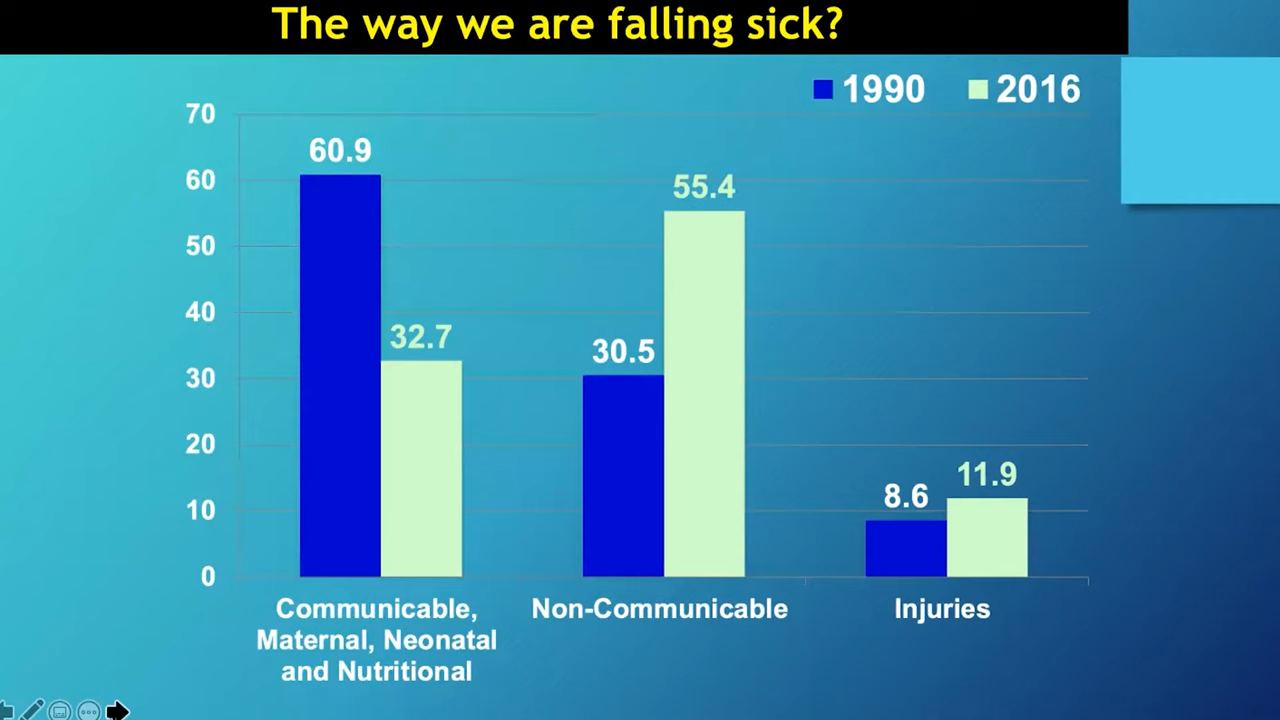 The way we are falling sick?
1990 2016
70
60
50
40
30
20
10
0
60.9
32.7
30.5
55.4
8.6
11.9
Communicable,
Maternal, Neonatal
and Nutritional
Non-Communicable
Injuries